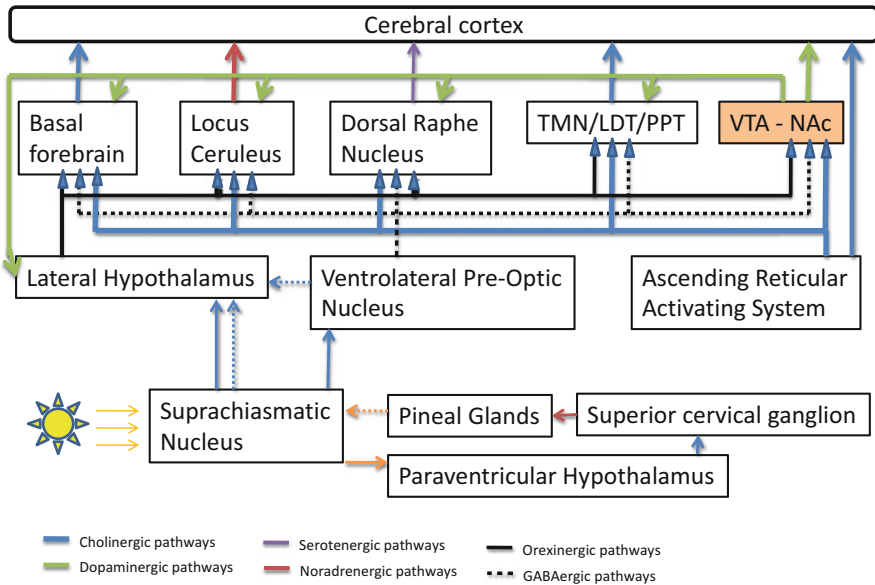 Cerebral cortex
Basal
forebrain
Locus
Ceruleus
Dorsal Raphe
Nucleus
TMN/LDT/PPT
VTA - NAc
Lateral Hypothalamus
Ventrolateral Pre-Optic
Nucleus
Ascending Reticular
Activating System
Suprachiasmatic
Nucleus
Pineal Glands
Superior cervical ganglion
Paraventricular Hypothalamus
Cholinergic pathways
Serotenergic pathways
Orexinergic pathways
Dopaminergic pathways
Noradrenergic pathways
GABAergic pathways